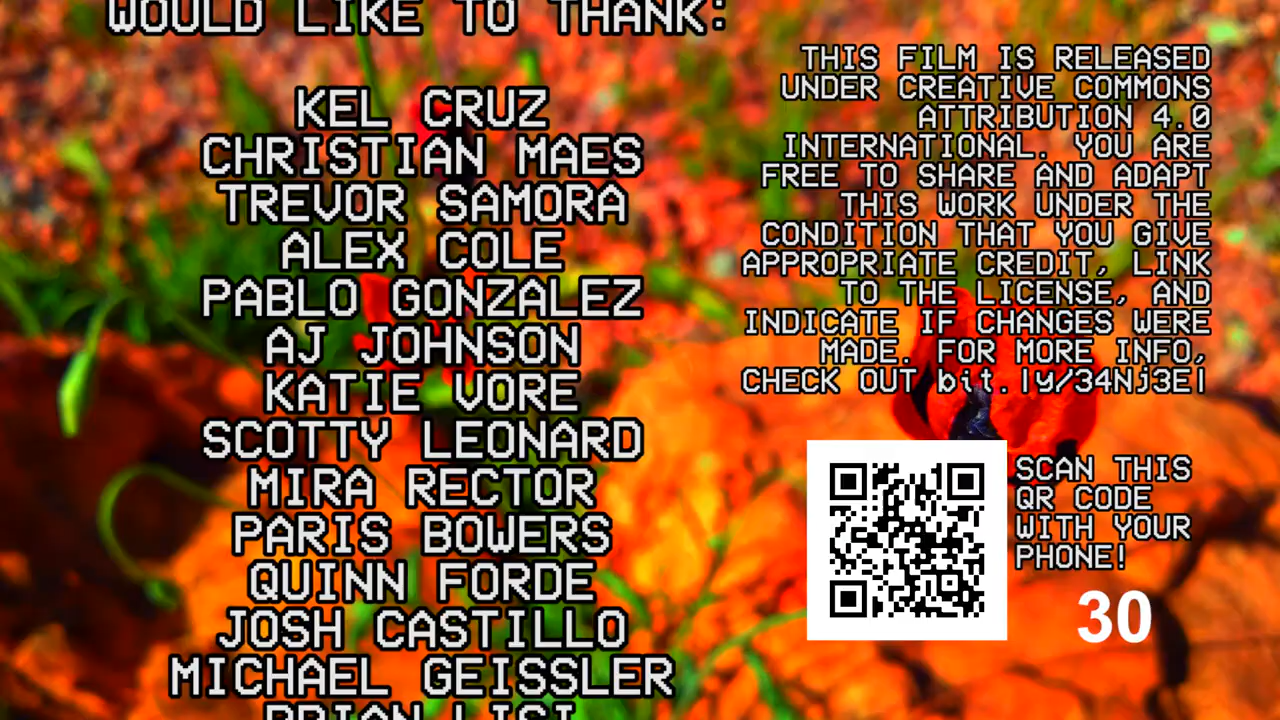 WOULD LIKE TO THANK:
KEL CRUZ
CHRISTIAN MAES
TREVOR SAMORA
ALEX COLE
PABLO GONZALEZ
AJ JOHNSON
KATIE VORE
SCOTTY LEONARD
MIRA RECTOR
PARIS BOWERS
QUINN FORDE
JOSH CASTILLO
MICHAEL GEISSLER
BRIAN LISI
THIS FILM IS RELEASED
UNDER CREATIVE COMMONS
ATTRIBUTION 4.0
INTERNATIONAL. YOU ARE
FREE TO SHARE AND ADAPT
THIS WORK UNDER THE
CONDITION THAT YOU GIVE
APPROPRIATE CREDIT, LINK
TO THE LICENSE, AND
INDICATE IF CHANGES WERE
MADE. FOR MORE INFO,
CHECK OUT bit.ly/34Nj3El
SCAN THIS
QR CODE
WITH YOUR
PHONE!
30